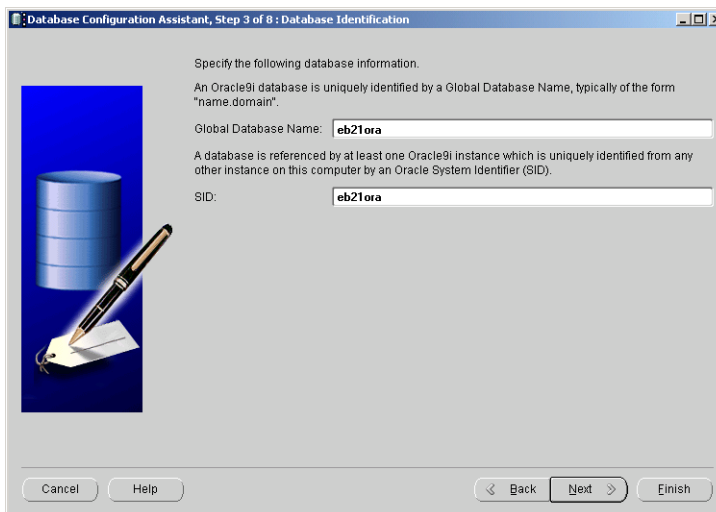 Database Configuration Assistant, Step 3 of 8 : Database Identification
Specify the following database information.
An Oracle9i database is uniquely identified by a Global Database Name, typically of the form
"name.domain".
Global Database Name: eb21ora
A database is referenced by at least one Oracle9i instance which is uniquely identified from any
other instance on this computer by an Oracle System Identifier (SID).
SID: eb21ora
Cancel Help Back Next Finish